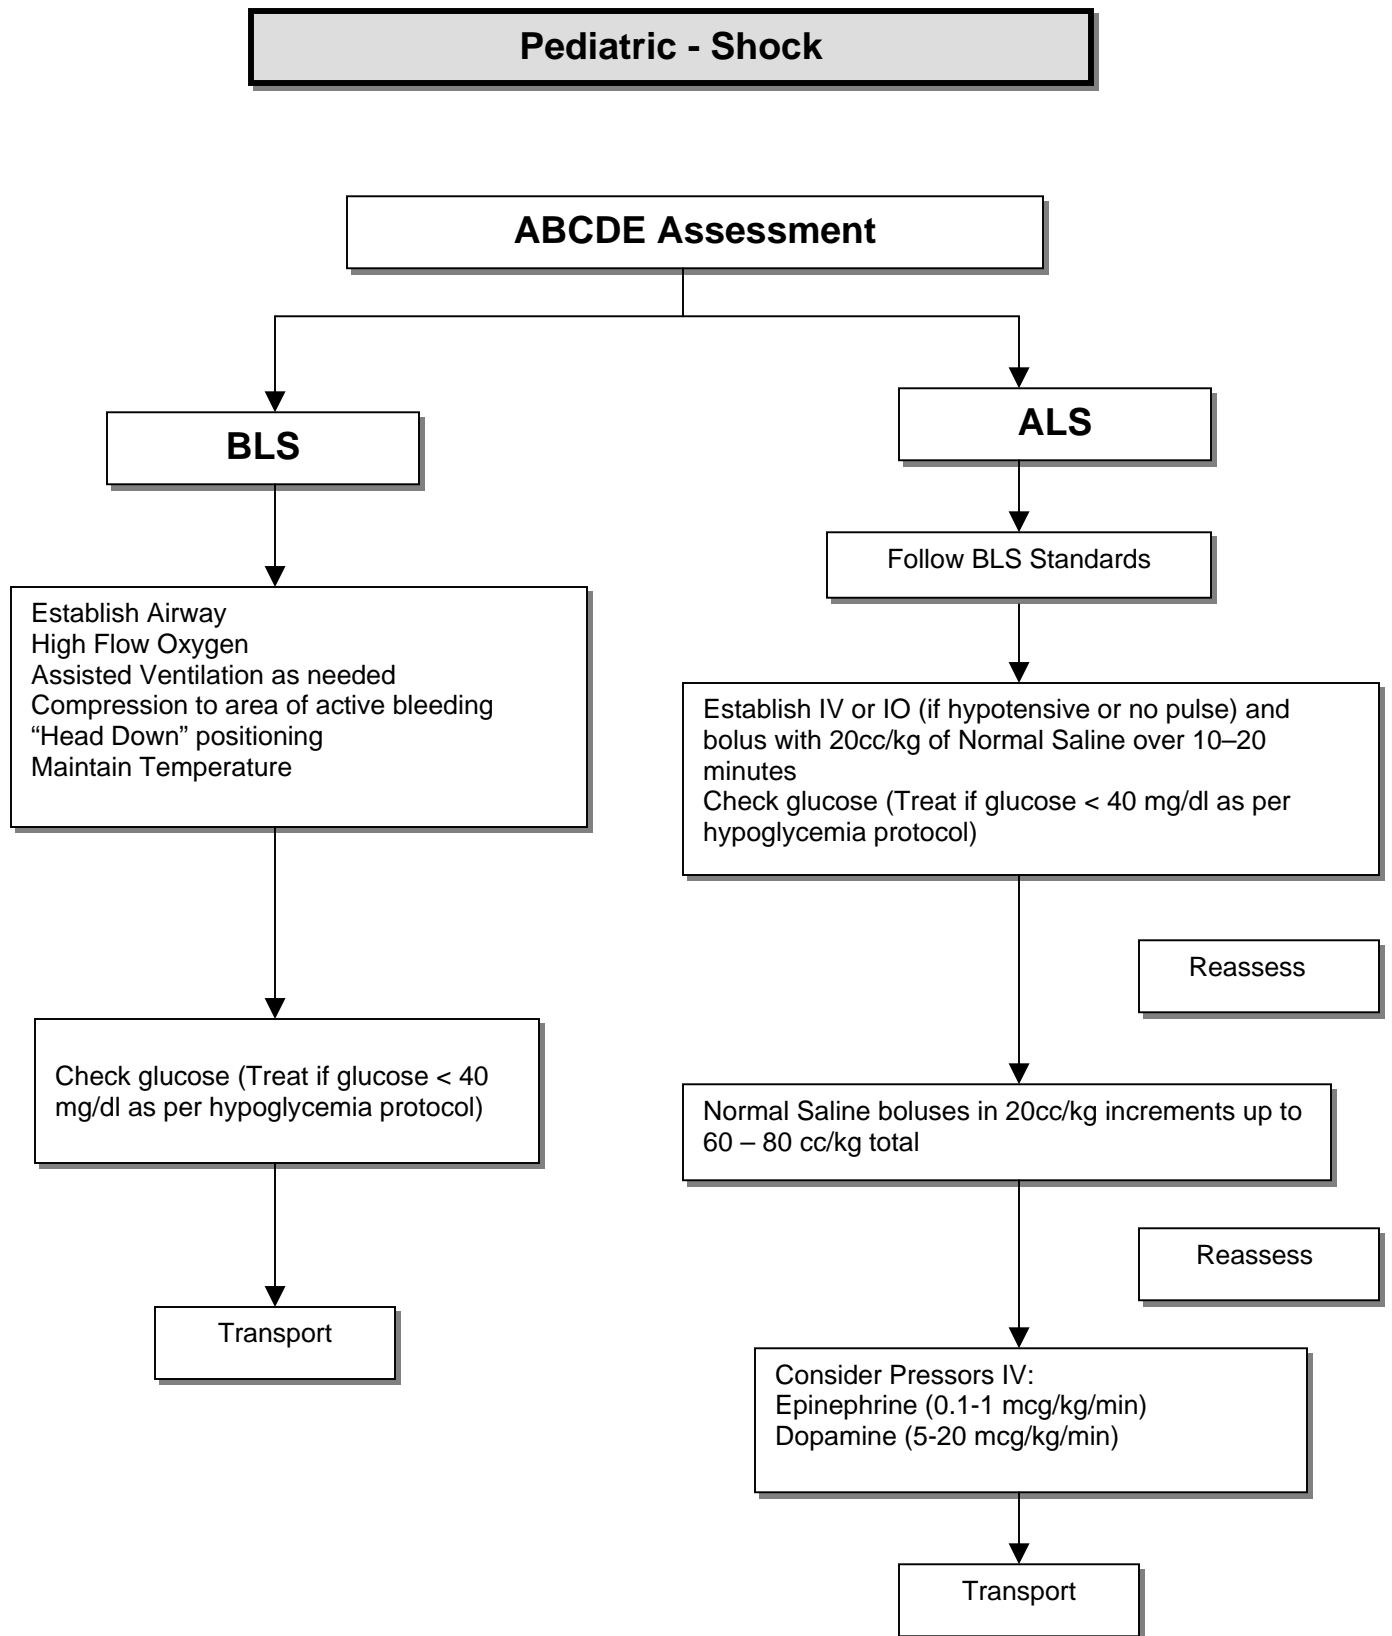 Pediatric - Shock
ABCDE Assessment
BLS
Establish Airway
High Flow Oxygen
Assisted Ventilation as needed
Compression to area of active bleeding
“Head Down” positioning
Maintain Temperature
Check glucose (Treat if glucose < 40
mg/dl as per hypoglycemia protocol)
Transport
ALS
Follow BLS Standards
Establish IV or IO (if hypotensive or no pulse) and
bolus with 20cc/kg of Normal Saline over 10–20
minutes
Check glucose (Treat if glucose < 40 mg/dl as per
hypoglycemia protocol)
Reassess
Normal Saline boluses in 20cc/kg increments up to
60 – 80 cc/kg total
Reassess
Consider Pressors IV:
Epinephrine (0.1-1 mcg/kg/min)
Dopamine (5-20 mcg/kg/min)
Transport